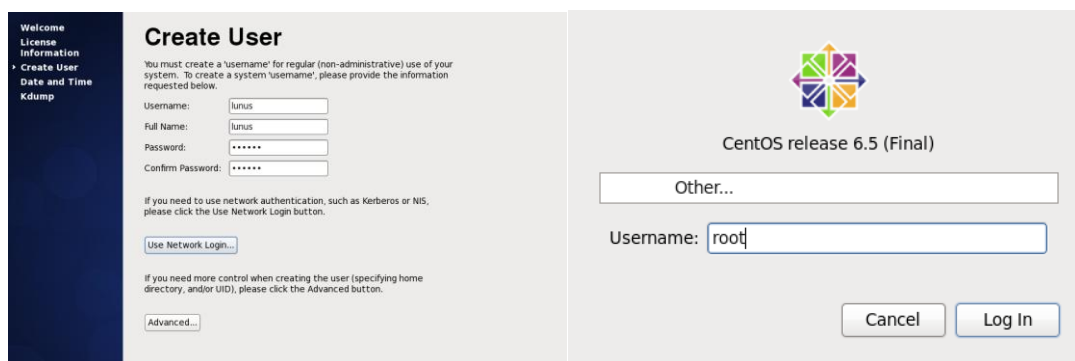 Welcome
License
Information
Create User
Date and Time
Kdump
Create User
You must create a 'username' for regular (non-administrative) use of your
system. To create a system 'username', please provide the information
requested below.
Username: lunus
Full Name: lunus
Password: ••••••
Confirm Password: ••••••
If you need to use network authentication, such as Kerberos or NIS,
please click the Use Network Login button.
Use Network Login...
If you need more control when creating the user (specifying home
directory, and/or UID), please click the Advanced button.
Advanced...
CentOS release 6.5 (Final)
Other...
Username: root
Cancel Log In